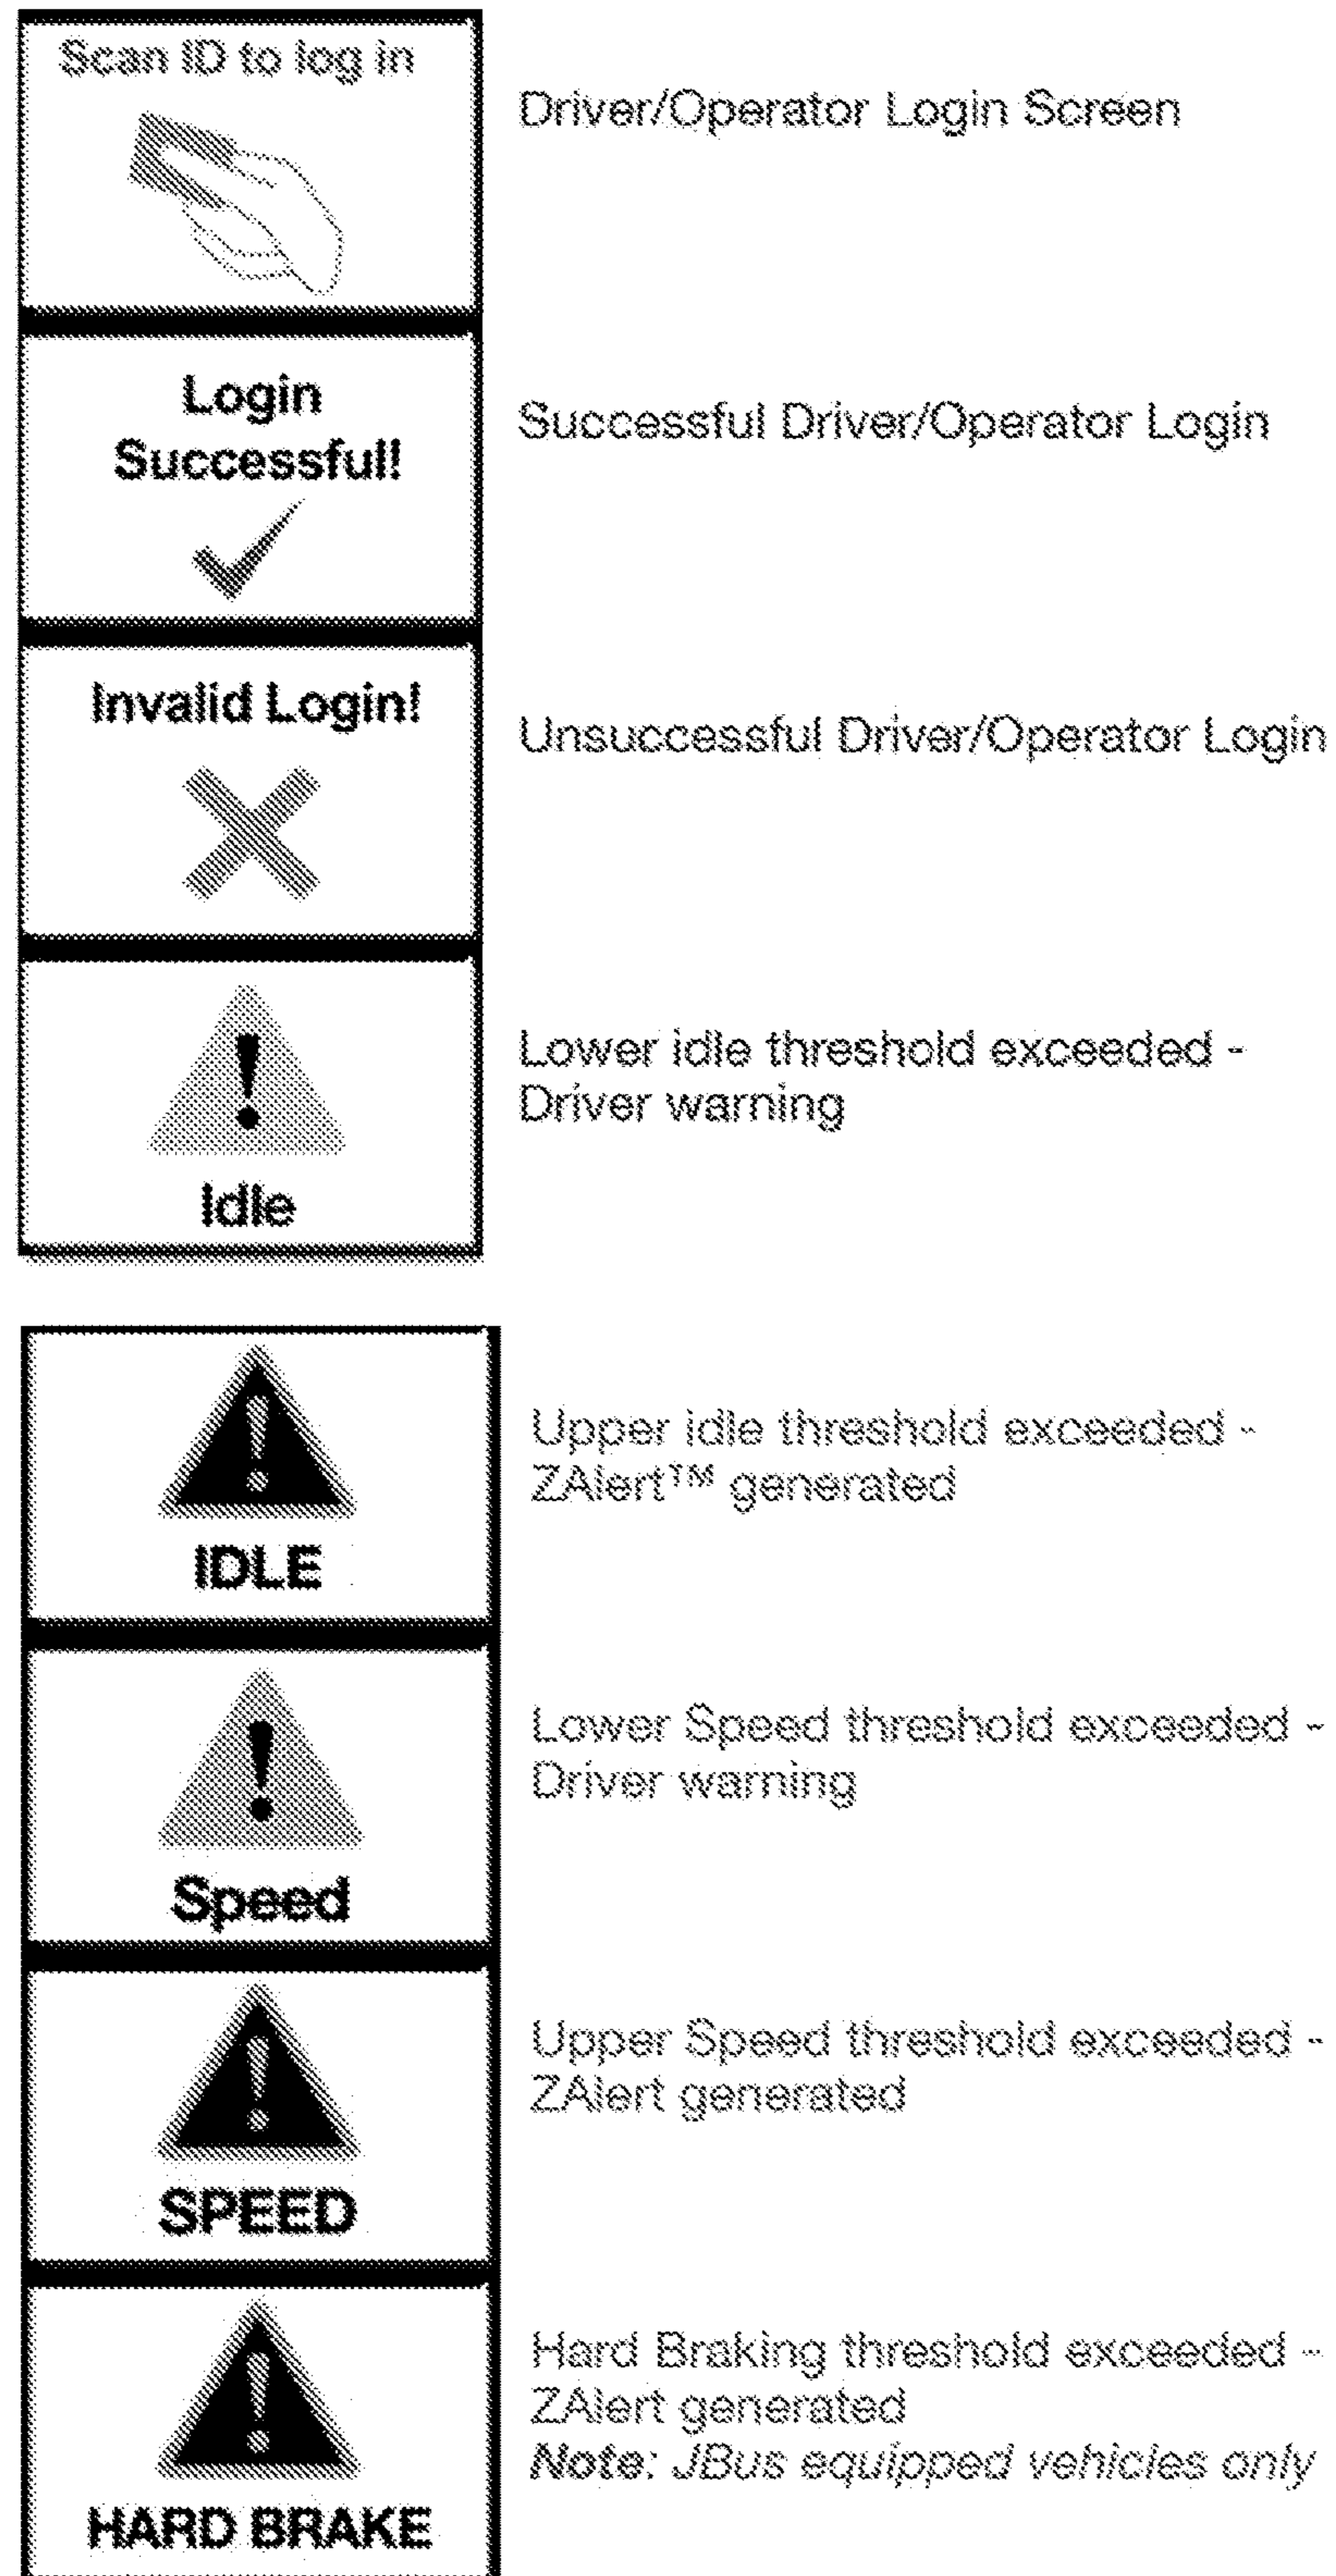 Scan ID to log in
Driver/Operator Login Screen
Login
Successful!
Successful Driver/Operator Login
Invalid Login!
Unsuccessful Driver/Operator Login
!
Idle
Lower idle threshold exceeded -
Driver warning
!
IDLE
Upper idle threshold exceeded -
ZAlert™ generated
!
Speed
Lower Speed threshold exceeded -
Driver warning
!
SPEED
Upper Speed threshold exceeded -
ZAlert generated
!
HARD BRAKE
Hard Braking threshold exceeded -
ZAlert generated
Note: JBus equipped vehicles only